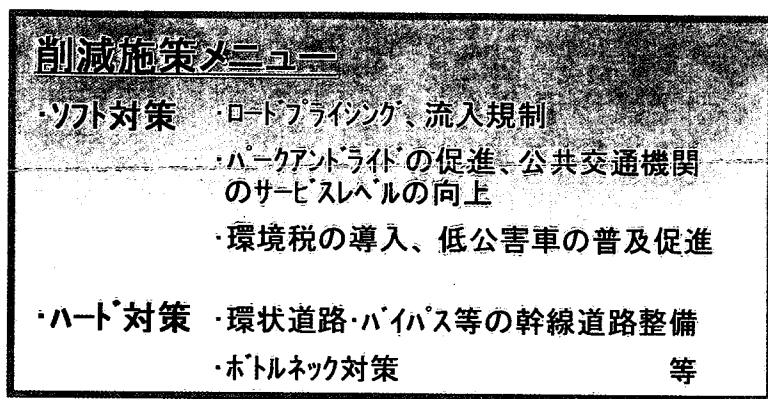 削減施策メニュー
・ソフト対策 ・ロードプライシング、流入規制
・パークアンドライドの促進、公共交通機関
のサービスレベルの向上
・環境税の導入、低公害車の普及促進
・ハード対策 ・環状道路・バイパス等の幹線道路整備
・ボトルネック対策 等